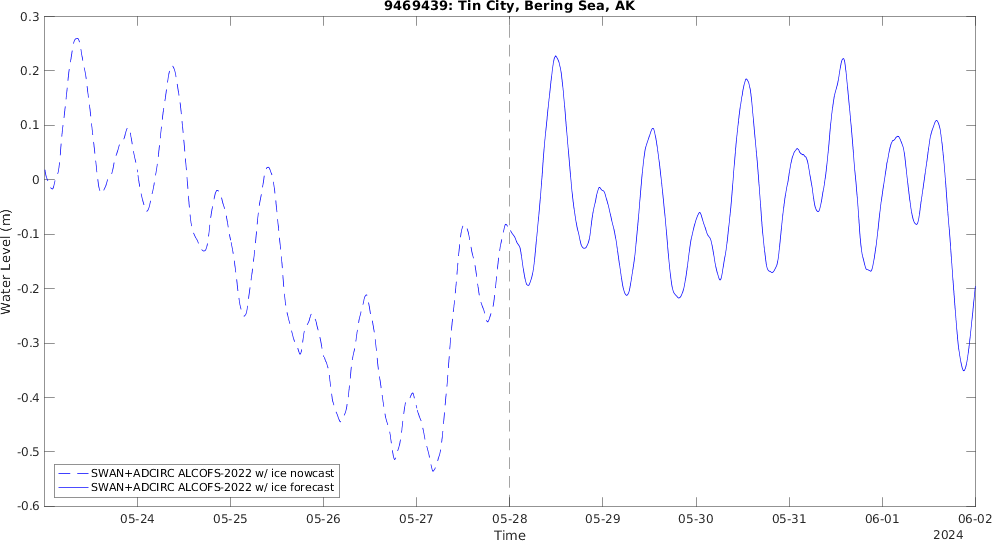 9469439: Tin City, Bering Sea, AK
0.3
0.2
0.1
0
-0.1
-0.2
-0.3
-0.4
-0.5
-0.6
Water Level (m)
SWAN+ADCIRC ALCOFS-2022 w/ ice nowcast
SWAN+ADCIRC ALCOFS-2022 w/ ice forecast
05-24 05-25 05-26 05-27 05-28 05-29 05-30 05-31 06-01 06-02
Time
2024